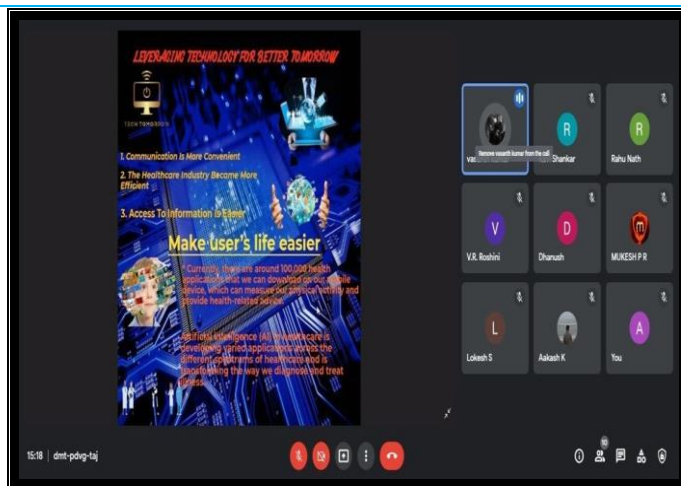 LEVERAGING TECHNOLOGY FOR BETTER TOMORROW
TECH TOMORROW
1. Communication Is More Convenient
2. The Healthcare Industry Became More
Efficient
3. Access To Information Is Easier
Make user's life easier
* Currently, there are around 100,000 health
applications that we can download on our mobile
device, which can measure our physical activity and
provide health-related advice.
Artificial intelligence (AI) in healthcare is
developing varied applications across the
different spectrums of healthcare and is
transforming the way we diagnose and treat
illness
Remove vasanth kumar from the call
Shankar
Rahu Nath
V
V.R. Roshini
D
Dhanush
m
MUKESH P R
L
Lokesh S
Aakash K
A
You
R
R
15:18 | dmt-pdvg-taj
10